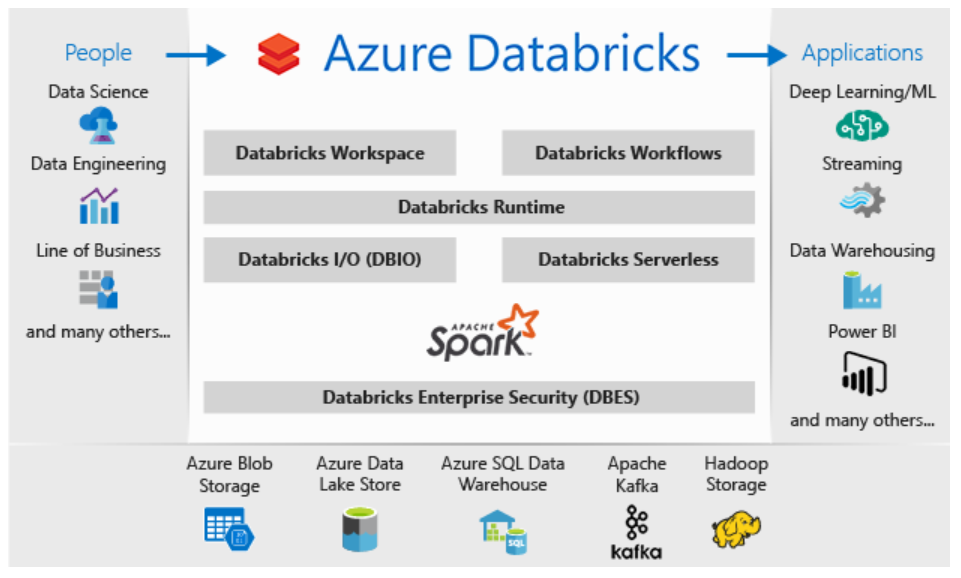 People
Azure Databricks
Applications
Data Science
Data Engineering
Line of Business
and many others...
Databricks Workspace
Databricks Workflows
Databricks Runtime
Databricks I/O (DBIO)
Databricks Serverless
APACHE
Spark™
Databricks Enterprise Security (DBES)
Deep Learning/ML
Streaming
Data Warehousing
Power BI
and many others...
Azure Blob
Storage
Azure Data
Lake Store
Azure SQL Data
Warehouse
SQL
Apache
Kafka
kafka
Hadoop
Storage